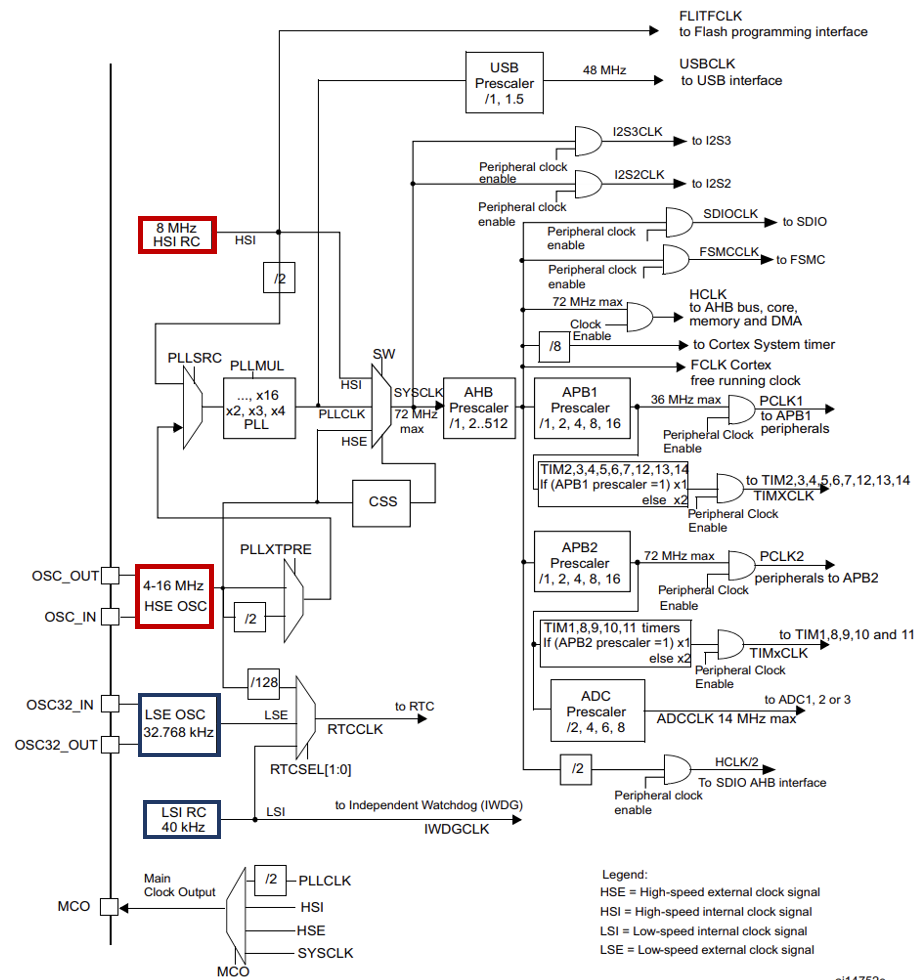 FLITFCLK
to Flash programming interface
USB
Prescaler
/1, 1.5
48 MHz
USBCLK
to USB interface
I2S3CLK
to I2S3
Peripheral clock
enable
I2S2CLK
to I2S2
Peripheral clock
enable
8 MHz
HSI RC
HSI
SDIOCLK
to SDIO
Peripheral clock
enable
FSMCCLK
to FSMC
Peripheral clock
enable
/2
72 MHz max
HCLK
to AHB bus, core,
memory and DMA
Clock
Enable
/8
to Cortex System timer
FCLK Cortex
free running clock
PLLSRC
PLLMUL
..., x16
x2, x3, x4
PLL
SW
HSI
PLLCLK
HSE
SYSCLK
72 MHz
max
AHB
Prescaler
/1, 2..512
APB1
Prescaler
/1, 2, 4, 8, 16
36 MHz max
PCLK1
to APB1
peripherals
Peripheral Clock
Enable
TIM2,3,4,5,6,7,12,13,14
If (APB1 prescaler =1) x1
else x2
to TIM2,3,4,5,6,7,12,13,14
TIMXCLK
Peripheral Clock
Enable
CSS
PLLXTPRE
OSC_OUT
OSC_IN
4-16 MHz
HSE OSC
/2
APB2
Prescaler
/1, 2, 4, 8, 16
72 MHz max
PCLK2
peripherals to APB2
Peripheral Clock
Enable
TIM1,8,9,10,11 timers
If (APB2 prescaler =1) x1
else x2
to TIM1,8,9,10 and 11
TIMxCLK
Peripheral Clock
Enable
/128
OSC32_IN
OSC32_OUT
LSE OSC
32.768 kHz
LSE
to RTC
RTCCLK
RTCSEL[1:0]
ADC
Prescaler
/2, 4, 6, 8
to ADC1, 2 or 3
ADCCLK 14 MHz max
/2
HCLK/2
To SDIO AHB interface
Peripheral clock
enable
LSI RC
40 kHz
LSI
to Independent Watchdog (IWDG)
IWDGCLK
MCO
Main
Clock Output
/2
PLLCLK
HSI
HSE
SYSCLK
MCO
Legend:
HSE = High-speed external clock signal
HSI = High-speed internal clock signal
LSI = Low-speed internal clock signal
LSE = Low-speed external clock signal